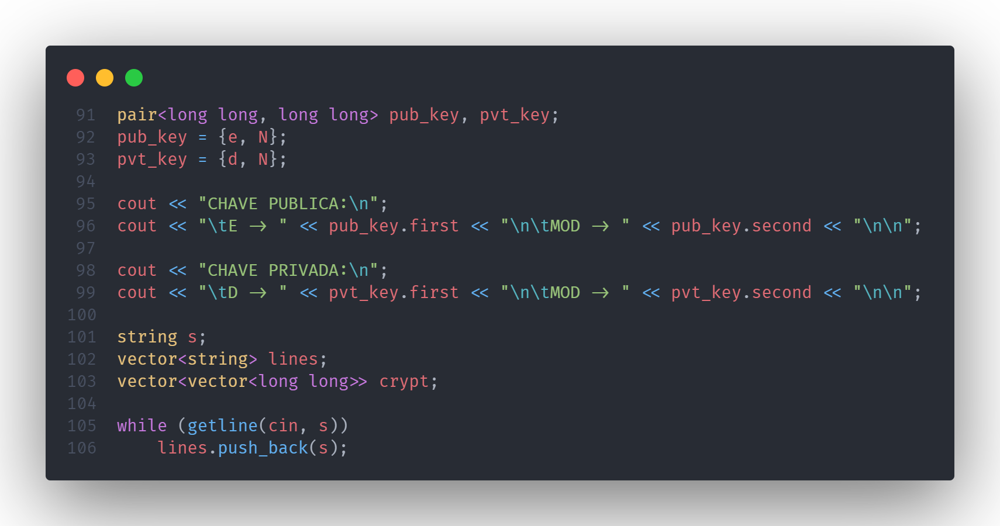 91 pair<long long, long long> pub_key, pvt_key;
92 pub_key = {e, N};
93 pvt_key = {d, N};
94
95 cout << "CHAVE PUBLICA:\n";
96 cout << "\tE -> " << pub_key.first << "\n\tMOD -> " << pub_key.second << "\n\n";
97
98 cout << "CHAVE PRIVADA:\n";
99 cout << "\tD -> " << pvt_key.first << "\n\tMOD -> " << pvt_key.second << "\n\n";
100
101 string s;
102 vector<string> lines;
103 vector<vector<long long>> crypt;
104
105 while (getline(cin, s))
106     lines.push_back(s);